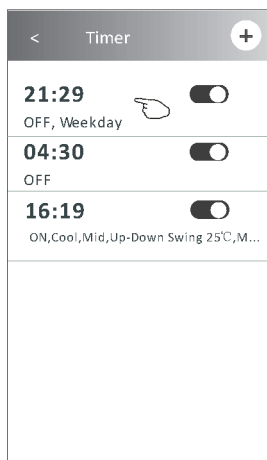 < Timer +
21:29
OFF, Weekday
04:30
OFF
16:19
ON,Cool,Mid,Up-Down Swing 25℃,M...